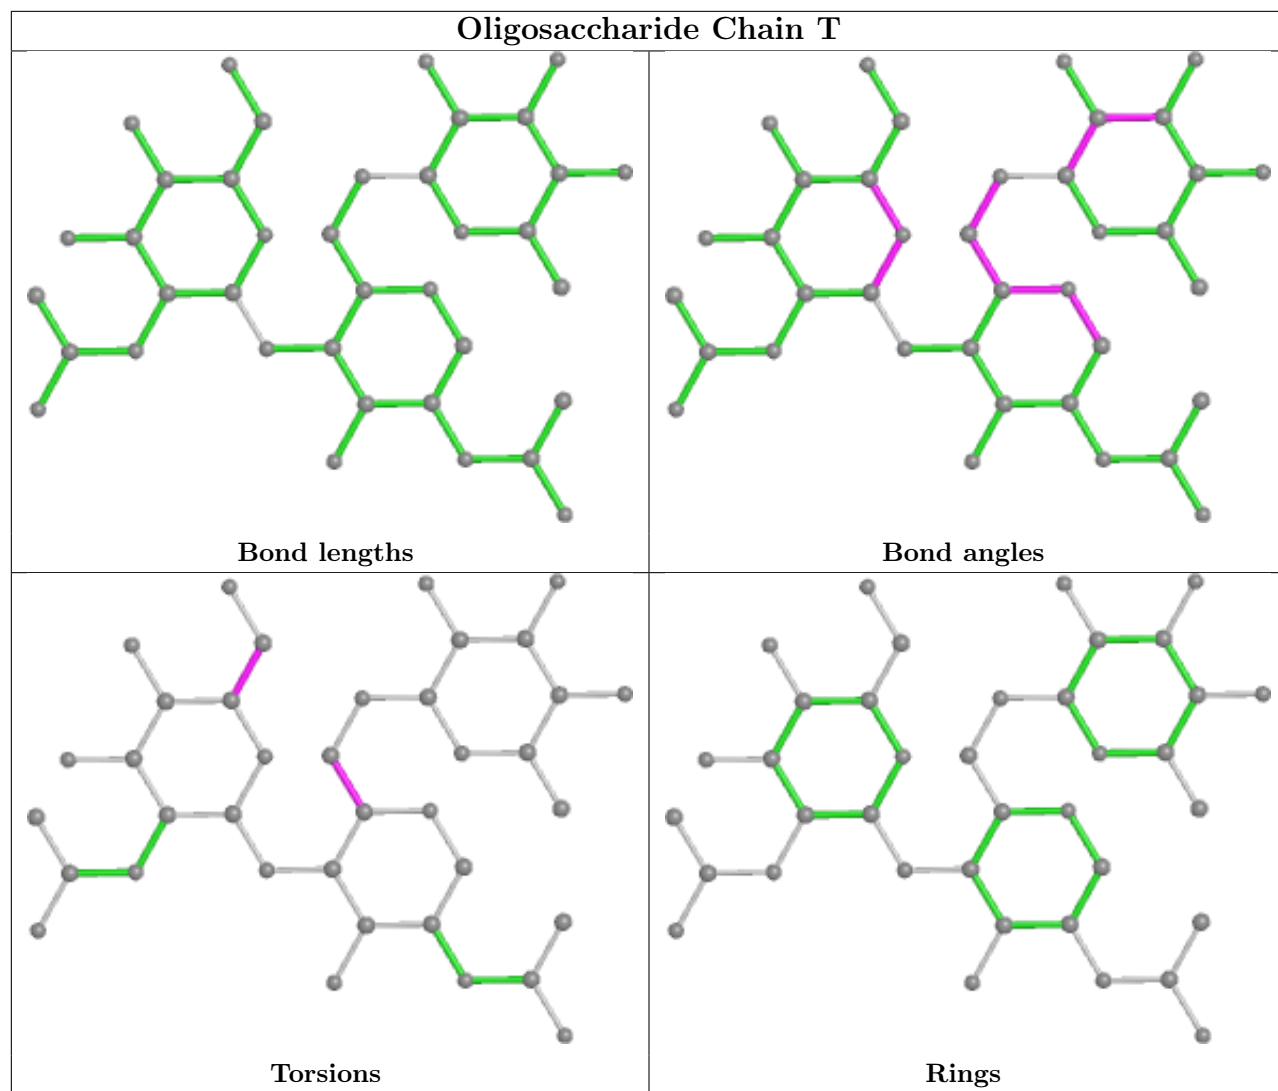 Oligosaccharide Chain T
Bond lengths
Bond angles
Torsions
Rings